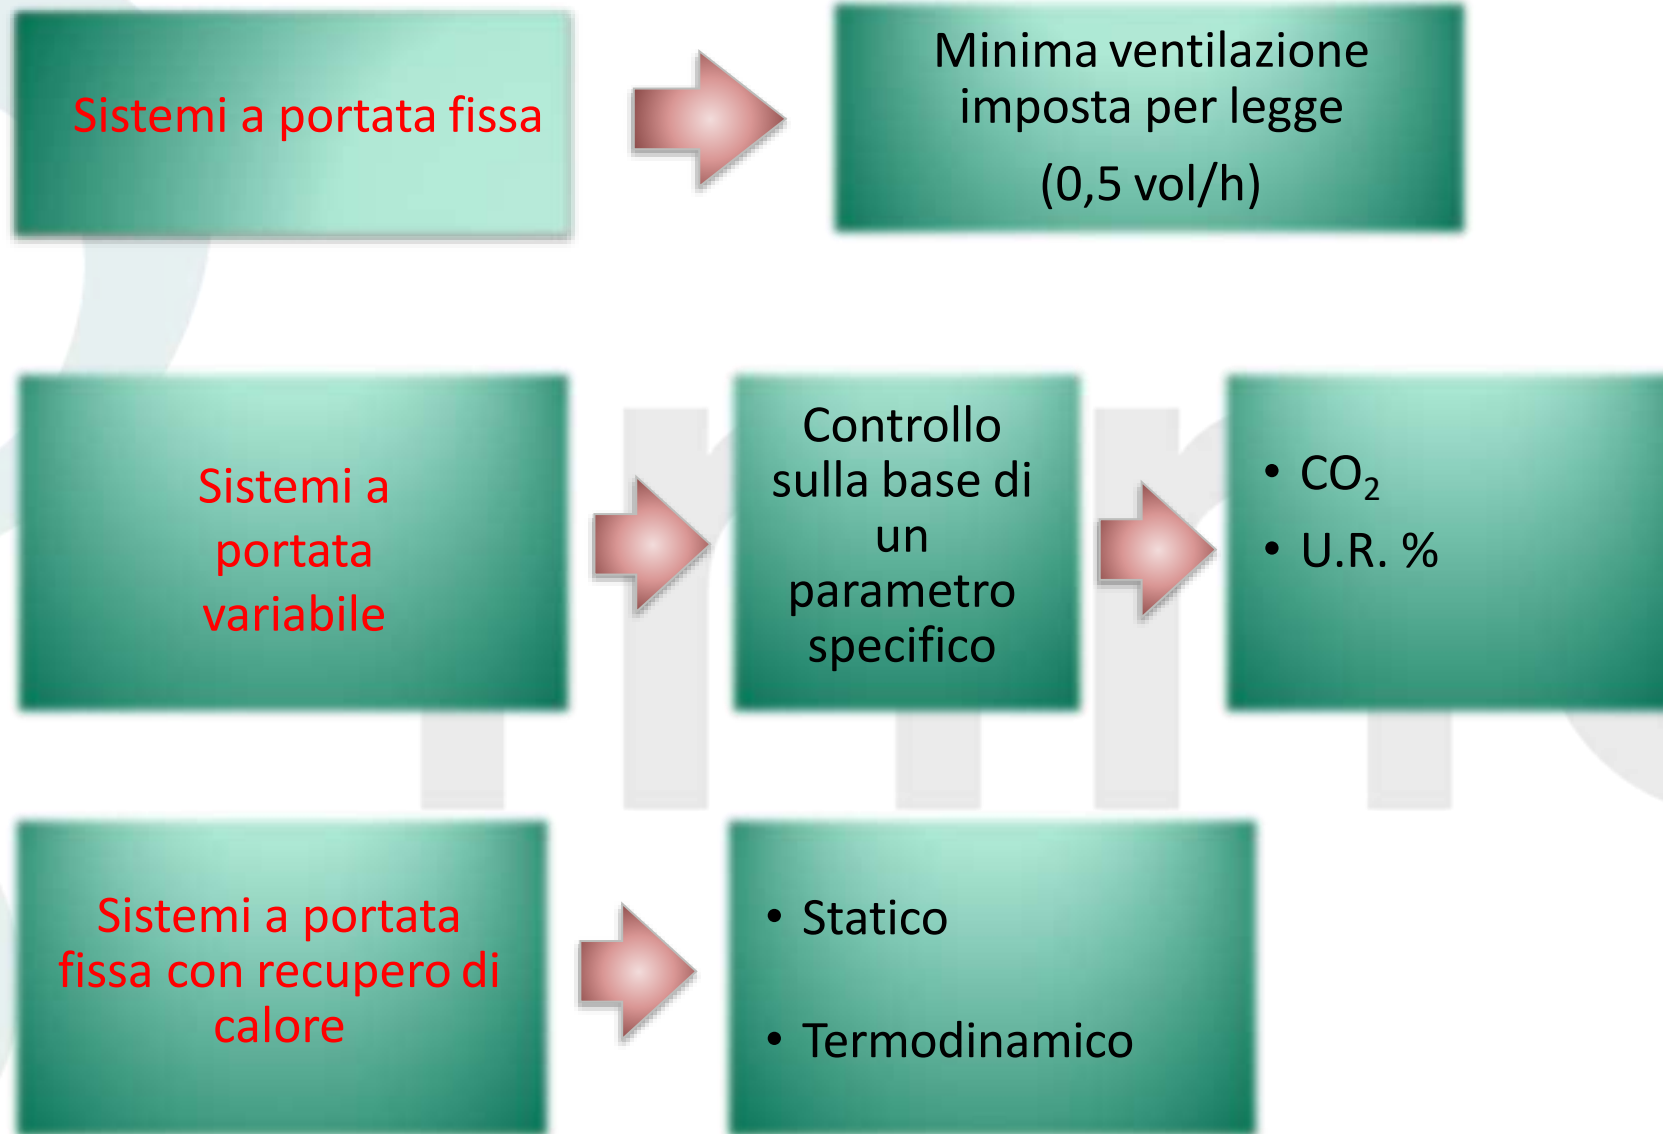 Sistemi a portata fissa
Minima ventilazione
imposta per legge
(0,5 vol/h)
Sistemi a
portata
variabile
Controllo
sulla base di
un
parametro
specifico
• CO₂
• U.R. %
Sistemi a portata
fissa con recupero di
calore
• Statico
• Termodinamico